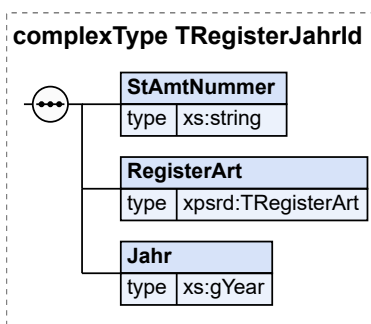 complexType TRegisterJahrId
StAmtNummer
type xs:string
RegisterArt
type xpsrd:TRegisterArt
Jahr
type xs:gYear